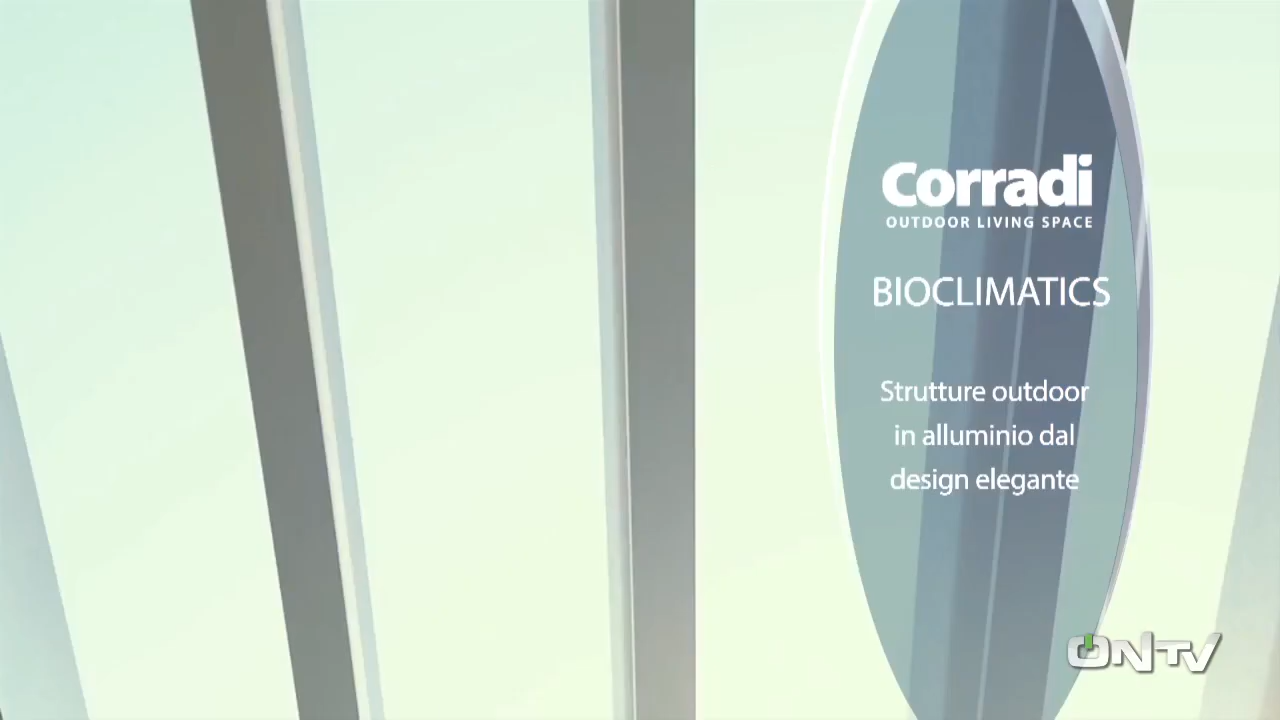 Corradi
OUTDOOR LIVING SPACE
BIOCLIMATICS
Strutture outdoor
in alluminio dal
design elegante
ONTV